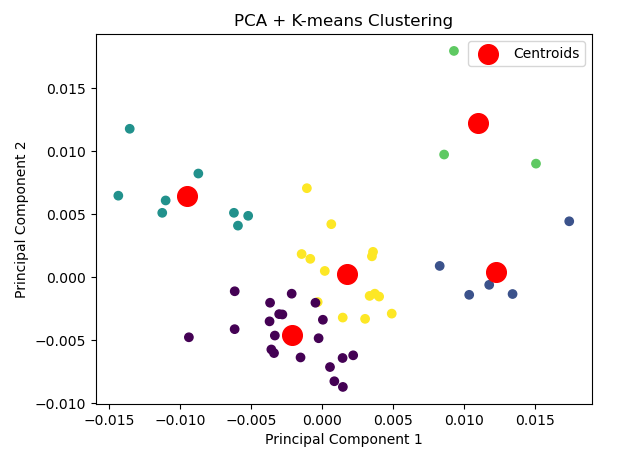 PCA + K-means Clustering
Centroids
Principal Component 2
0.015
0.010
0.005
0.000
−0.005
−0.010
−0.015 −0.010 −0.005 0.000 0.005 0.010 0.015
Principal Component 1